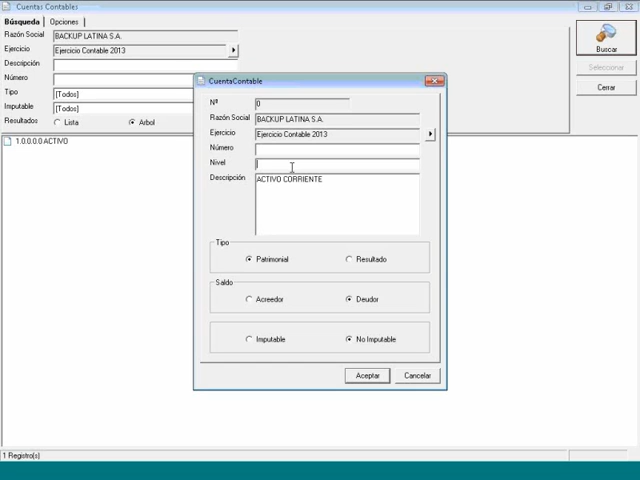 Cuentas Contables
Búsqueda Opciones
Razón Social BACKUP LATINA S.A.
Ejercicio Ejercicio Contable 2013
Descripción
Número
Tipo [Todos]
Imputable [Todos]
Resultados Lista Arbol
Buscar
Seleccionar
Cerrar
1.0.0.0.0 ACTIVO
CuentaContable
Nº 0
Razón Social BACKUP LATINA S.A.
Ejercicio Ejercicio Contable 2013
Número
Nivel
Descripción ACTIVO CORRIENTE
Tipo
Patrimonial Resultado
Saldo
Acreedor Deudor
Imputable No Imputable
Aceptar Cancelar
1 Registro(s)